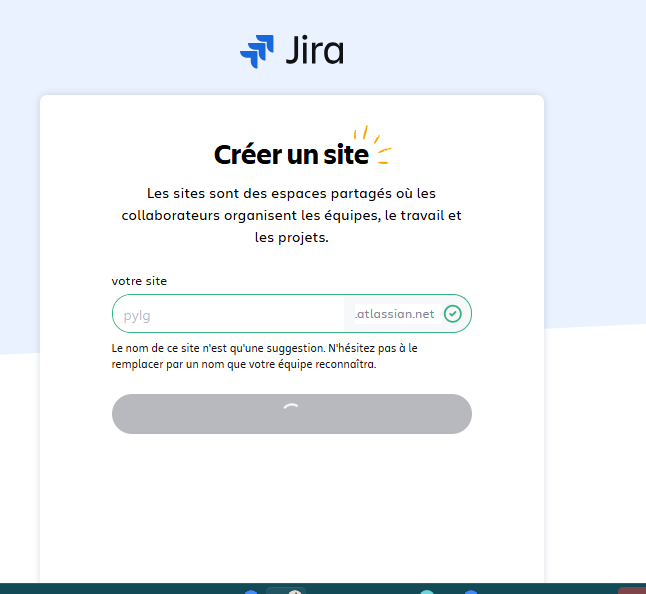 Jira
Créer un site
Les sites sont des espaces partagés où les
collaborateurs organisent les équipes, le travail et
les projets.
votre site
pylg
.atlassian.net
Le nom de ce site n'est qu'une suggestion. N'hésitez pas à le
remplacer par un nom que votre équipe reconnaîtra.